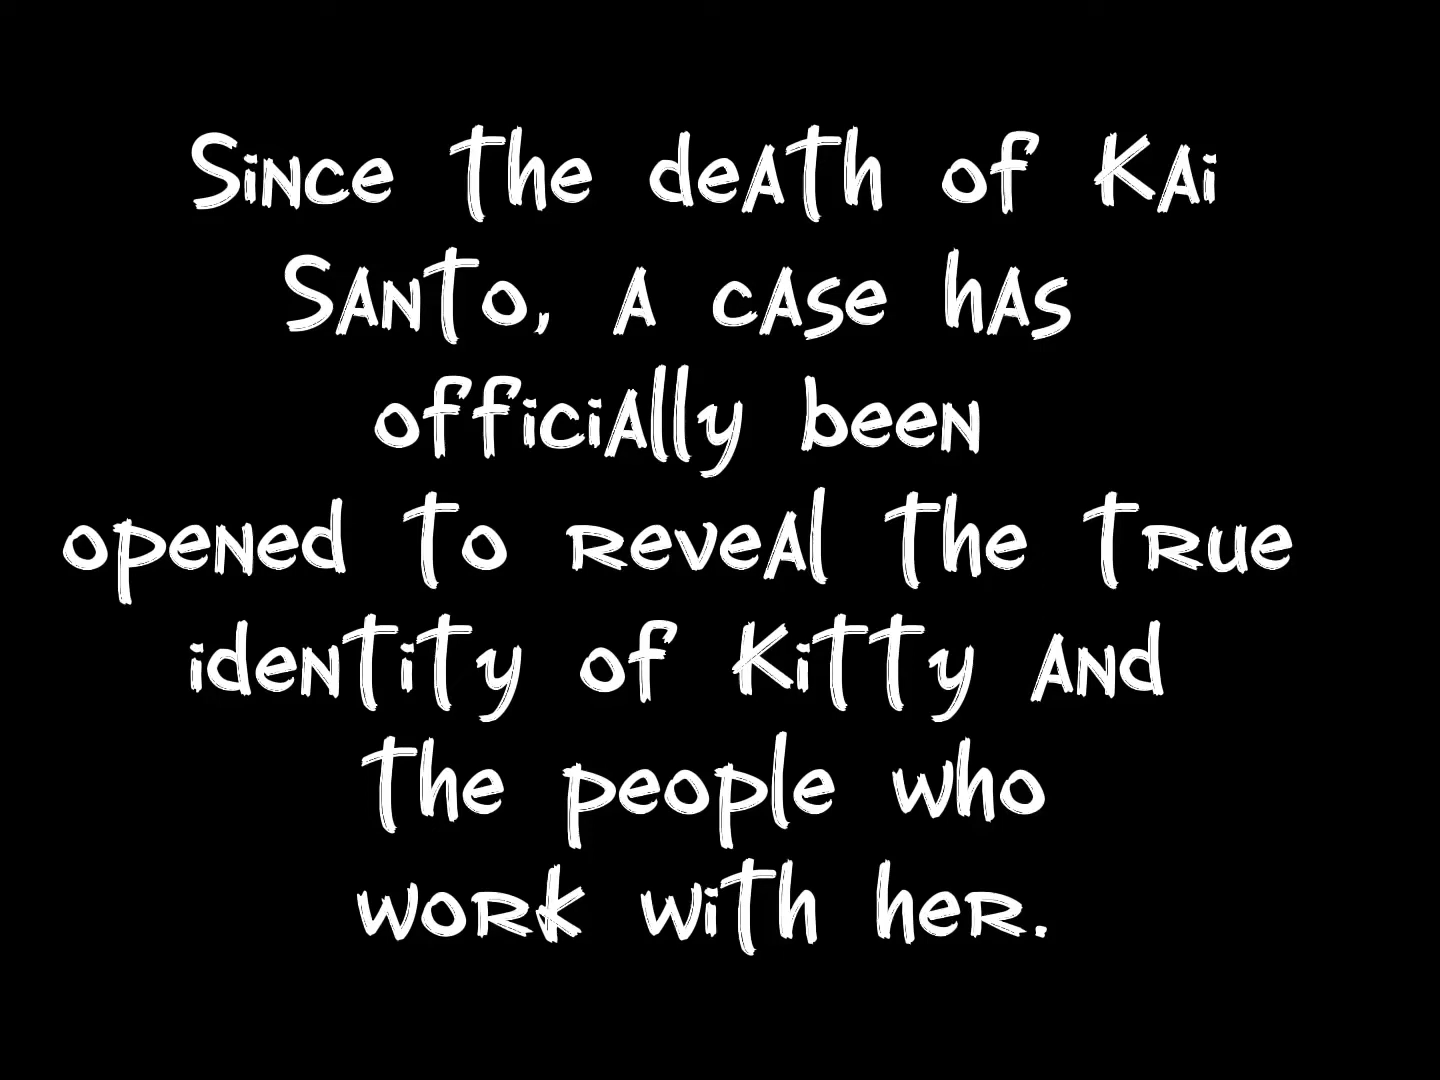 Since the death of Kai
Santo, a case has
officially been
opened to reveal the true
identity of Kitty and
the people who
work with her.